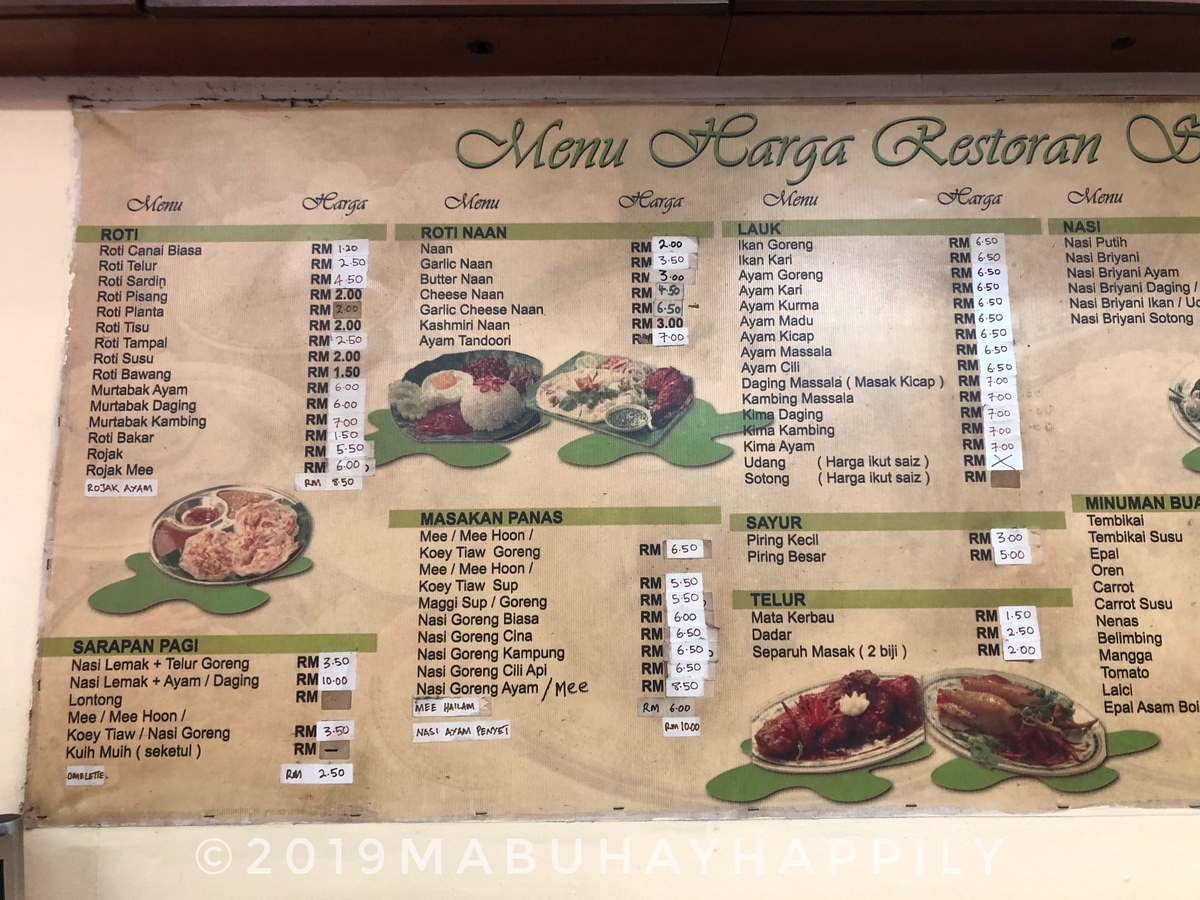 Menu Harga Restoran S
Menu Harga
ROTI
Roti Canai Biasa RM 1.20
Roti Telur RM 2.50
Roti Sardin RM 4.50
Roti Pisang RM 2.00
Roti Planta RM 2.00
Roti Tisu RM 2.00
Roti Tampal RM 2.50
Roti Susu RM 2.00
Roti Bawang RM 1.50
Murtabak Ayam RM 6.00
Murtabak Daging RM 6.00
Murtabak Kambing RM 7.00
Roti Bakar RM 1.50
Rojak RM 5.50
Rojak Mee RM 6.00
ROJAK AYAM RM 8.50
SARAPAN PAGI
Nasi Lemak + Telur Goreng RM 3.50
Nasi Lemak + Ayam / Daging RM 10.00
Lontong RM
Mee / Mee Hoon /
Koey Tiaw / Nasi Goreng RM 3.50
Kuih Muih ( seketul ) RM —
OMBLETTE. RM 2.50
Menu Harga
ROTI NAAN
Naan RM 2.00
Garlic Naan RM 3.50
Butter Naan RM 3.00
Cheese Naan RM 4.50
Garlic Cheese Naan RM 6.50
Kashmiri Naan RM 3.00
Ayam Tandoori RM 7.00
MASAKAN PANAS
Mee / Mee Hoon /
Koey Tiaw Goreng RM 6.50
Mee / Mee Hoon /
Koey Tiaw Sup RM 5.50
Maggi Sup / Goreng RM 5.50
Nasi Goreng Biasa RM 6.00
Nasi Goreng Cina RM 6.50
Nasi Goreng Kampung RM 6.50
Nasi Goreng Cili Api RM 6.50
Nasi Goreng Ayam / Mee RM 8.50
MEE HAILAM RM 6.00
NASI AYAM PENYET RM 10.00
Menu Harga
LAUK
Ikan Goreng RM 6.50
Ikan Kari RM 6.50
Ayam Goreng RM 6.50
Ayam Kari RM 6.50
Ayam Kurma RM 6.50
Ayam Madu RM 6.50
Ayam Kicap RM 6.50
Ayam Massala RM 6.50
Ayam Cili RM 6.50
Daging Massala ( Masak Kicap ) RM 7.00
Kambing Massala RM 7.00
Kima Daging RM 7.00
Kima Kambing RM 7.00
Kima Ayam RM 7.00
Udang ( Harga ikut saiz ) RM X
Sotong ( Harga ikut saiz ) RM
SAYUR
Piring Kecil RM 3.00
Piring Besar RM 5.00
TELUR
Mata Kerbau RM 1.50
Dadar RM 2.50
Separuh Masak ( 2 biji ) RM 2.00
Menu
NASI
Nasi Putih
Nasi Briyani
Nasi Briyani Ayam
Nasi Briyani Daging /
Nasi Briyani Ikan / Ud
Nasi Briyani Sotong
MINUMAN BUA
Tembikai
Tembikai Susu
Epal
Oren
Carrot
Carrot Susu
Nenas
Belimbing
Mangga
Tomato
Laici
Epal Asam Boi
©2019MABUHAYHAPPILY